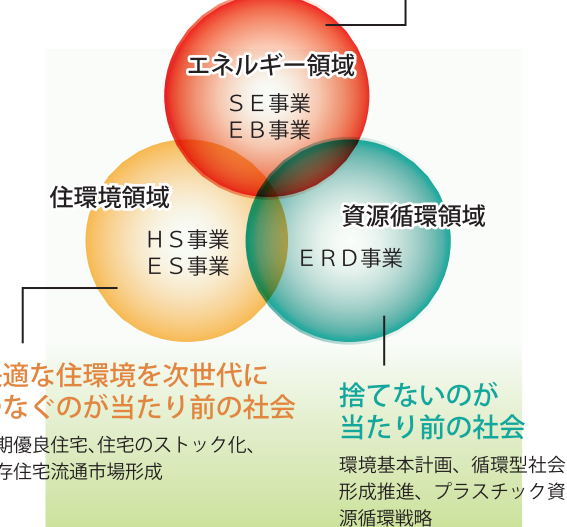 エネルギー領域
ＳＥ事業
ＥＢ事業
住環境領域
ＨＳ事業
ＥＳ事業
資源循環領域
ＥＲＤ事業
適な住環境を次世代に
なぐのが当たり前の社会
期優良住宅、住宅のストック化、
存住宅流通市場形成
捨てないのが
当たり前の社会
環境基本計画、循環型社会
形成推進、プラスチック資
源循環戦略